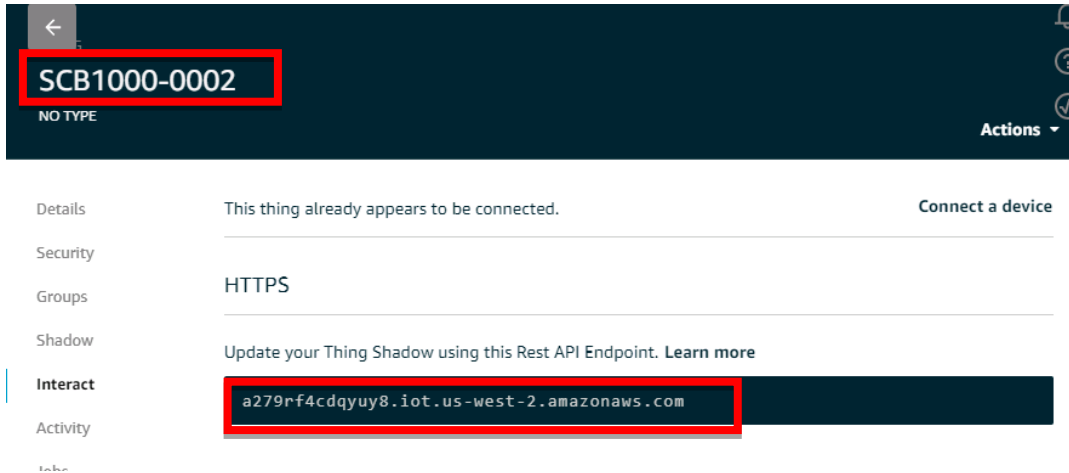 SCB1000-0002
NO TYPE
Actions
Details
Security
Groups
Shadow
Interact
Activity
Jobs
This thing already appears to be connected.
Connect a device
HTTPS
Update your Thing Shadow using this Rest API Endpoint. Learn more
a279rf4cdqyuy8.iot.us-west-2.amazonaws.com